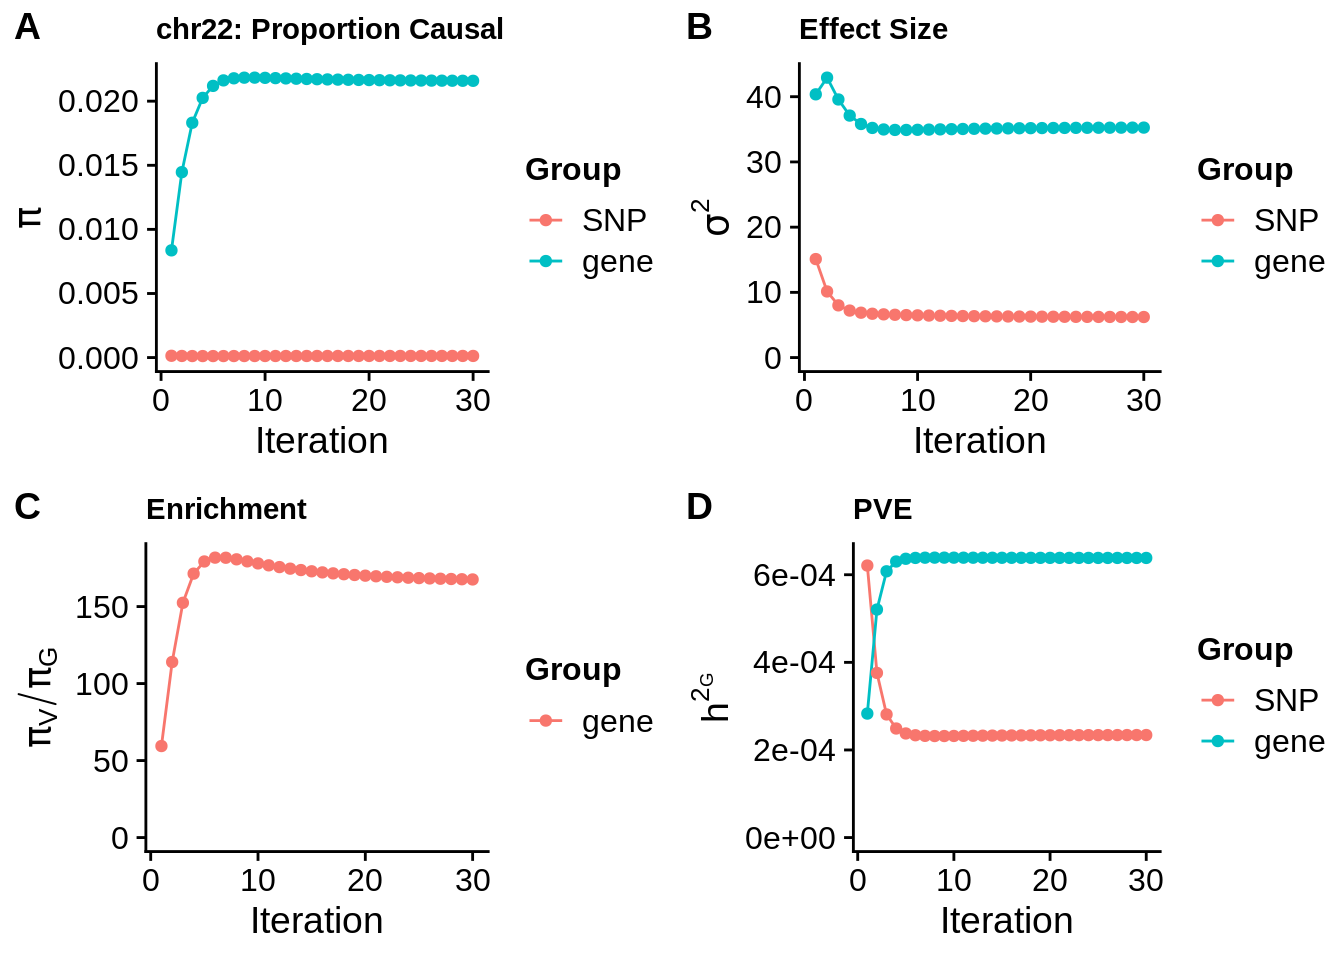 A
chr22: Proportion Causal
π
0.020
0.015
0.010
0.005
0.000
0 10 20 30
Iteration
Group
SNP
gene
B
Effect Size
σ²
40
30
20
10
0
0 10 20 30
Iteration
Group
SNP
gene
C
Enrichment
πV/πG
150
100
50
0
0 10 20 30
Iteration
Group
gene
D
PVE
h2G
6e-04
4e-04
2e-04
0e+00
0 10 20 30
Iteration
Group
SNP
gene